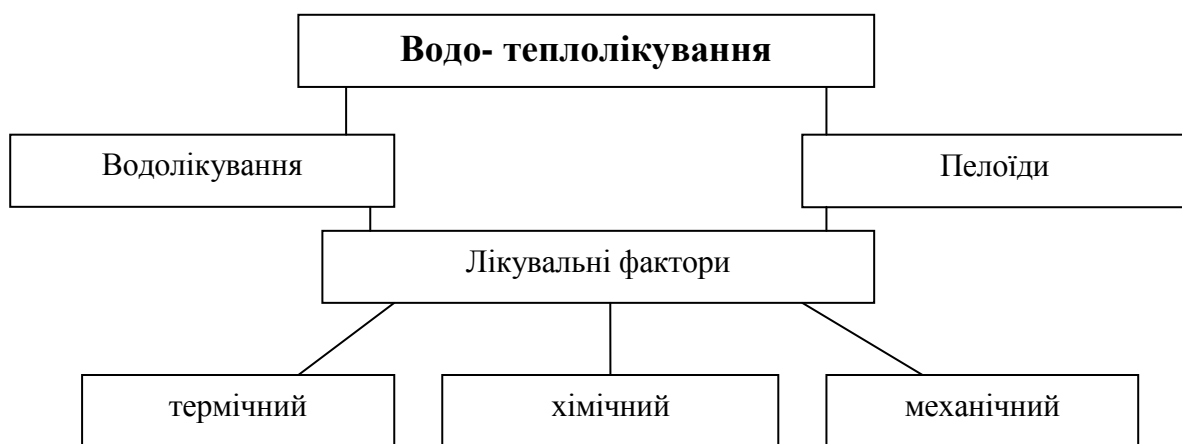 Водо- теплолікування
Водолікування
Пелоїди
Лікувальні фактори
термічний
хімічний
механічний